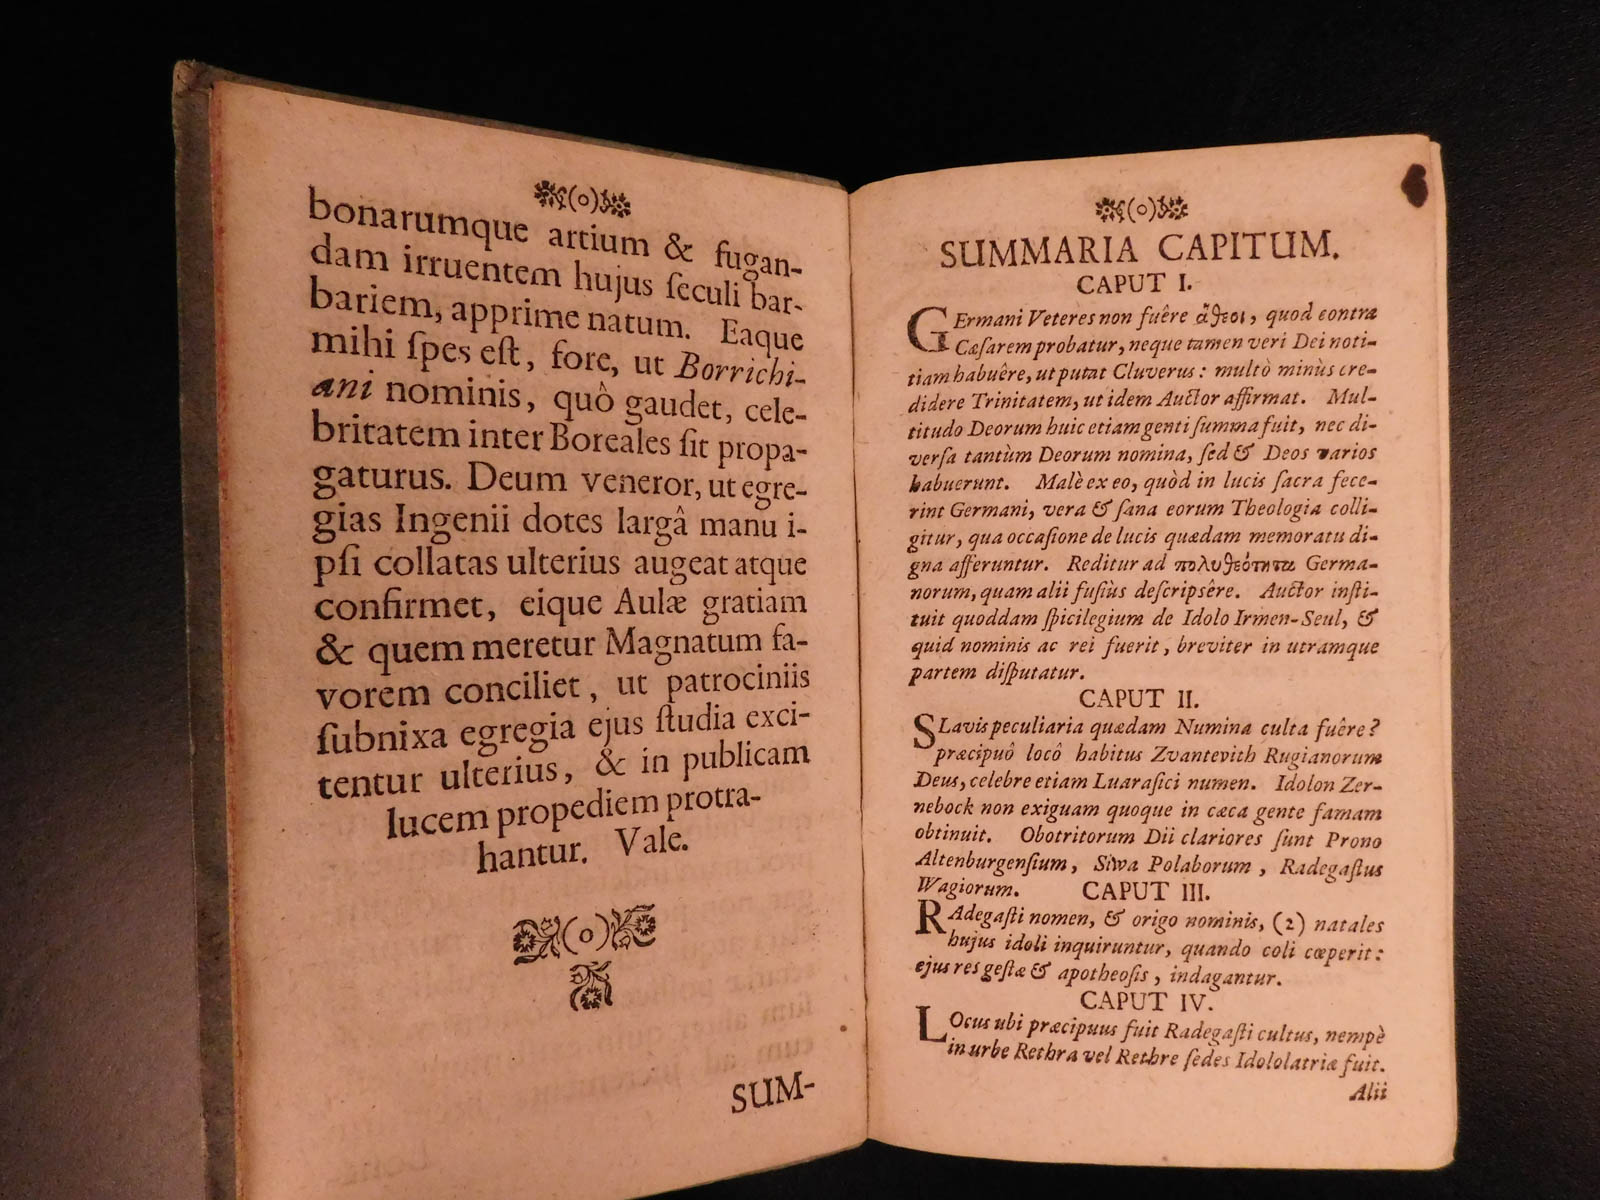 bonarumque artium & fugan-
dam irruentem hujus ſeculi bar-
bariem, apprime natum. Eaque
mihi ſpes eſt, fore, ut Borrichi-
ani nominis, quô gaudet, cele-
britatem inter Boreales ſit propa-
gaturus. Deum veneror, ut egre-
gias Ingenii dotes largâ manu i-
pſi collatas ulterius augeat atque
confirmet, eique Aulæ gratiam
& quem meretur Magnatum fa-
vorem conciliet, ut patrociniis
ſubnixa egregia ejus ſtudia exci-
tentur ulterius, & in publicam
lucem propediem protra-
hantur. Vale.
(o)
SUM-
(o)
SUMMARIA CAPITUM.
CAPUT I.
GErmani Veteres non fuêre ἄθεοι, quod contra
Cæſarem probatur, neque tamen veri Dei noti-
tiam habuêre, ut putat Cluverus: multò minùs cre-
didere Trinitatem, ut idem Auctor affirmat. Mul-
titudo Deorum huic etiam genti ſumma fuit, nec di-
verſa tantùm Deorum nomina, ſed & Deos varios
habuerunt. Malè ex eo, quòd in lucis ſacra fece-
rint Germani, vera & ſana eorum Theologia colli-
gitur, qua occaſione de lucis quædam memoratu di-
gna afferuntur. Reditur ad πολυθεότητα Germa-
norum, quam alii fuſiùs deſcripſêre. Auctor inſti-
tuit quoddam ſpicilegium de Idolo Irmen-Seul, &
quid nominis ac rei fuerit, breviter in utramque
partem diſputatur.
CAPUT II.
SLavis peculiaria quædam Numina culta fuêre?
præcipuô locô habitus Zvantevith Rugianorum
Deus, celebre etiam Luaraſici numen. Idolon Zer-
nebock non exiguam quoque in cæca gente famam
obtinuit. Obotritorum Dii clariores ſunt Prono
Altenburgenſium, Siwa Polaborum, Radegaſtus
Wagiorum. CAPUT III.
RAdegaſti nomen, & origo nominis, (2) natales
hujus idoli inquiruntur, quando coli cœperit:
ejus res geſtæ & apotheoſis, indagantur.
CAPUT IV.
LOcus ubi præcipuus fuit Radegaſti cultus, nempè
in urbe Rethra vel Rethre ſedes Idololatriæ fuit.
Alii